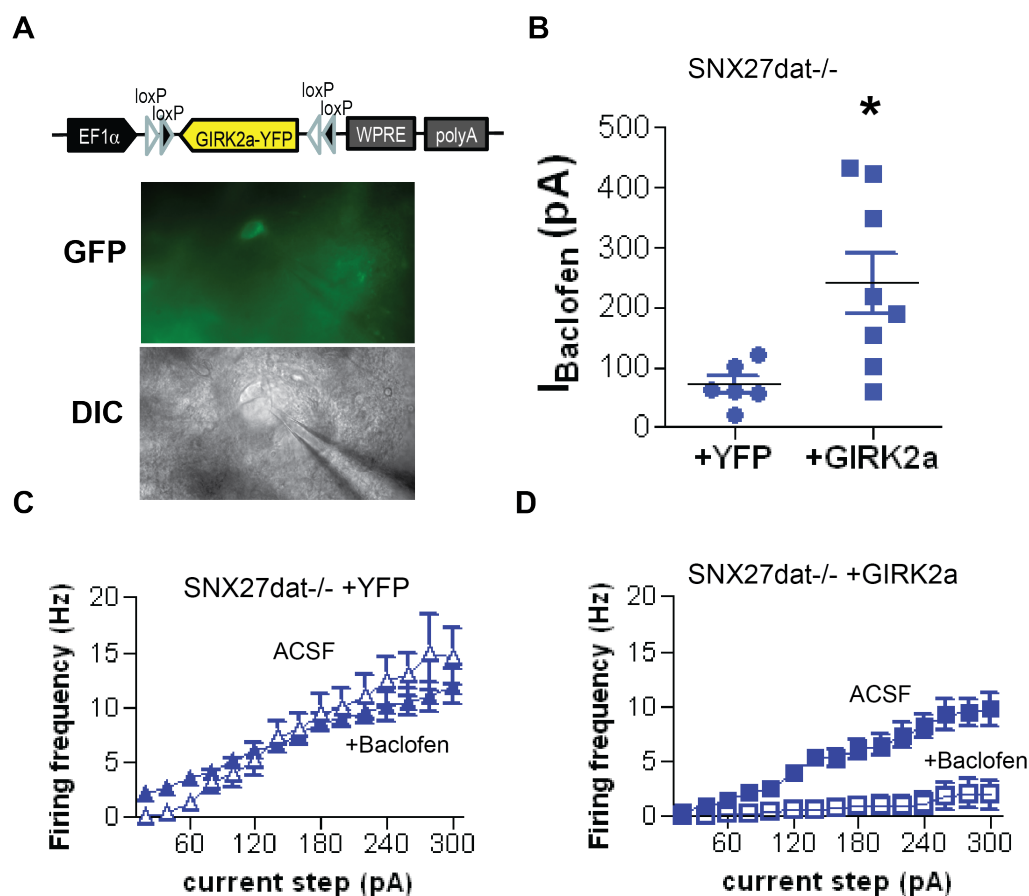 A
loxP
loxP
loxP
loxP
EF1α
GIRK2a-YFP
WPRE
polyA
GFP
DIC
B
SNX27dat-/-
*
I Baclofen (pA)
500
400
300
200
100
0
+YFP
+GIRK2a
C
SNX27dat-/- +YFP
Firing frequency (Hz)
20
15
10
5
0
ACSF
+Baclofen
60
120
180
240
300
current step (pA)
D
SNX27dat-/- +GIRK2a
Firing frequency (Hz)
20
15
10
5
0
ACSF
+Baclofen
60
120
180
240
300
current step (pA)